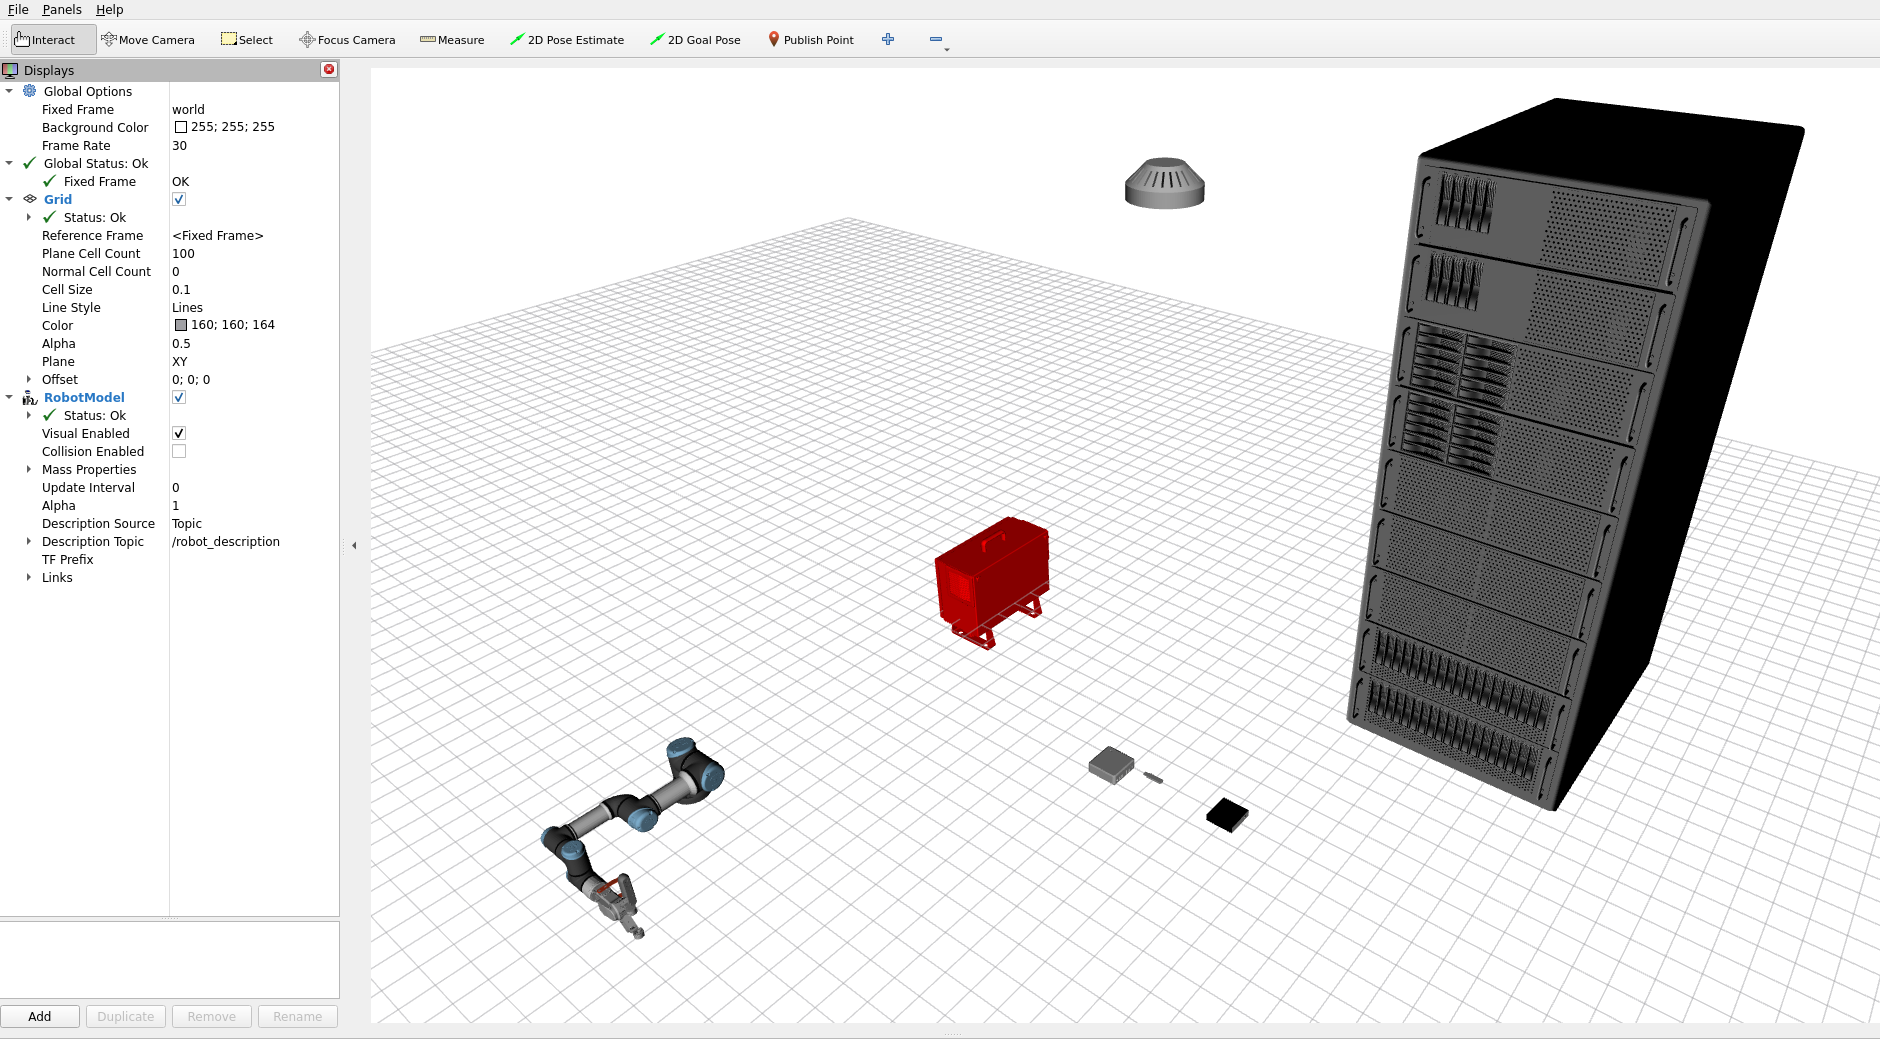 File Panels Help
Interact Move Camera Select Focus Camera Measure 2D Pose Estimate 2D Goal Pose Publish Point
Displays
Global Options
Fixed Frame world
Background Color 255; 255; 255
Frame Rate 30
Global Status: Ok
Fixed Frame OK
Grid
Status: Ok
Reference Frame <Fixed Frame>
Plane Cell Count 100
Normal Cell Count 0
Cell Size 0.1
Line Style Lines
Color 160; 160; 164
Alpha 0.5
Plane XY
Offset 0; 0; 0
RobotModel
Status: Ok
Visual Enabled
Collision Enabled
Mass Properties
Update Interval 0
Alpha 1
Description Source Topic
Description Topic /robot_description
TF Prefix
Links
Add Duplicate Remove Rename